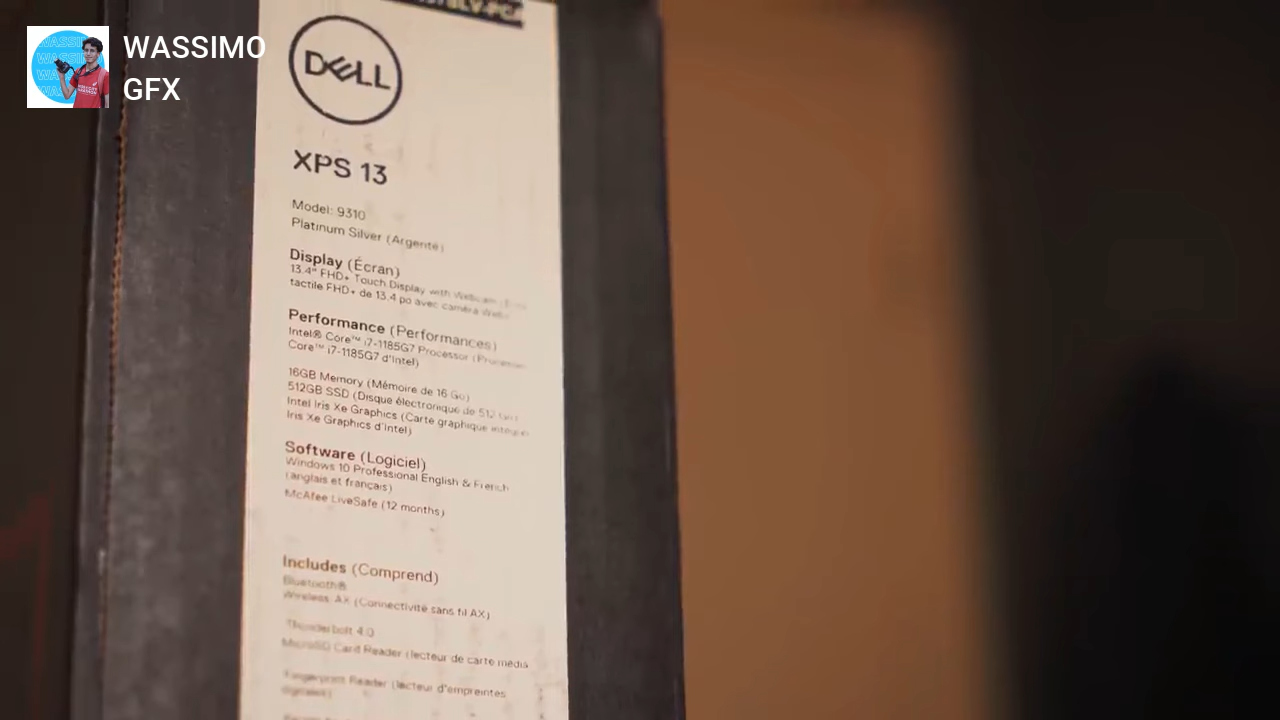 WASSIMO
GFX
DELL
XPS 13
Model: 9310
Platinum Silver (Argenté)
Display (Écran)
13.4" FHD+ Touch Display with Webcam
tactile FHD+ de 13.4 po avec caméra Web
Performance (Performances)
Intel® Core™ i7-1185G7 Processor (Processeur
Core™ i7-1185G7 d'Intel)
16GB Memory (Mémoire de 16 Go)
512GB SSD (Disque électronique de 512 Go)
Intel Iris Xe Graphics (Carte graphique intégrée
Iris Xe Graphics d'Intel)
Software (Logiciel)
Windows 10 Professional English & French
(anglais et français)
McAfee LiveSafe (12 months)
Includes (Comprend)
Bluetooth®
Wireless AX (Connectivité sans fil AX)
Thunderbolt 4.0
MicroSD Card Reader (lecteur de carte média
Fingerprint Reader (lecteur d'empreintes
digitales)